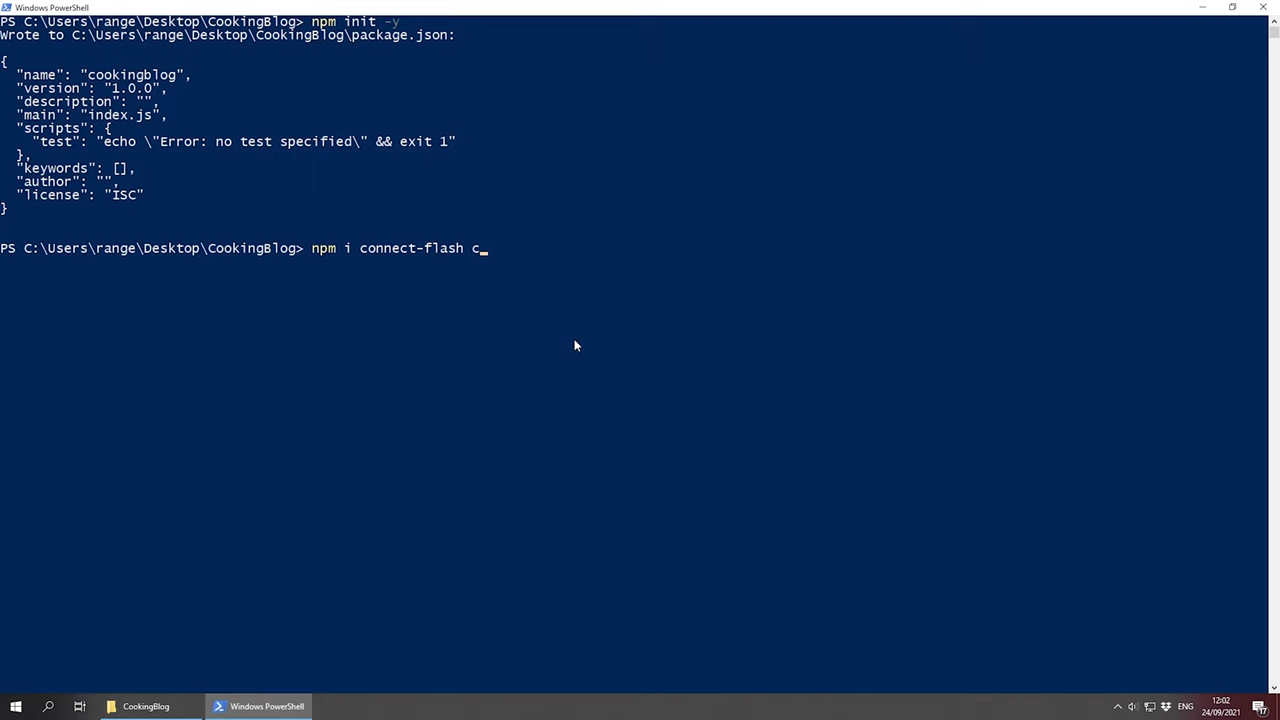 Windows PowerShell
PS C:\Users\range\Desktop\CookingBlog> npm init -y
Wrote to C:\Users\range\Desktop\CookingBlog\package.json:
{
"name": "cookingblog",
"version": "1.0.0",
"description": "",
"main": "index.js",
"scripts": {
"test": "echo \"Error: no test specified\" && exit 1"
},
"keywords": [],
"author": "",
"license": "ISC"
}
PS C:\Users\range\Desktop\CookingBlog> npm i connect-flash c_
CookingBlog
Windows PowerShell
ENG
12:02
24/09/2021
17